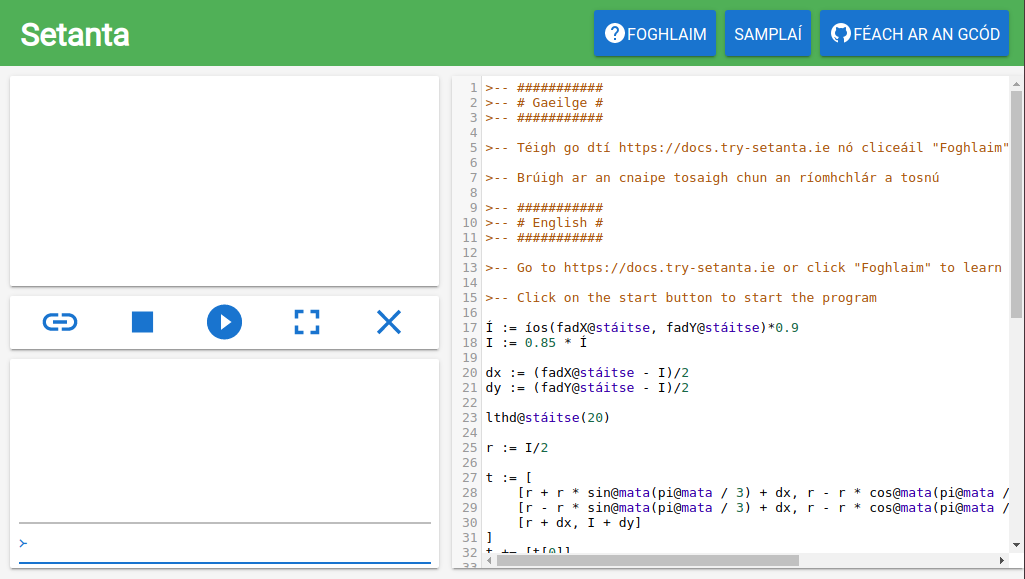 Setanta
FOGHLAIM
SAMPLAÍ
FÉACH AR AN GCÓD
1 >-- ###########
2 >-- # Gaeilge #
3 >-- ###########
4
5 >-- Téigh go dtí https://docs.try-setanta.ie nó cliceáil "Foghlaim"
6
7 >-- Brúigh ar an cnaipe tosaigh chun an ríomhchlár a tosnú
8
9 >-- ###########
10 >-- # English #
11 >-- ###########
12
13 >-- Go to https://docs.try-setanta.ie or click "Foghlaim" to learn
14
15 >-- Click on the start button to start the program
16
17 Í := íos(fadX@stáitse, fadY@stáitse)*0.9
18 I := 0.85 * Í
19
20 dx := (fadX@stáitse - I)/2
21 dy := (fadY@stáitse - I)/2
22
23 lthd@stáitse(20)
24
25 r := I/2
26
27 t := [
28 [r + r * sin@mata(pi@mata / 3) + dx, r - r * cos@mata(pi@mata /
29 [r - r * sin@mata(pi@mata / 3) + dx, r - r * cos@mata(pi@mata /
30 [r + dx, I + dy]
31 ]
32 t += [t[0]]
33